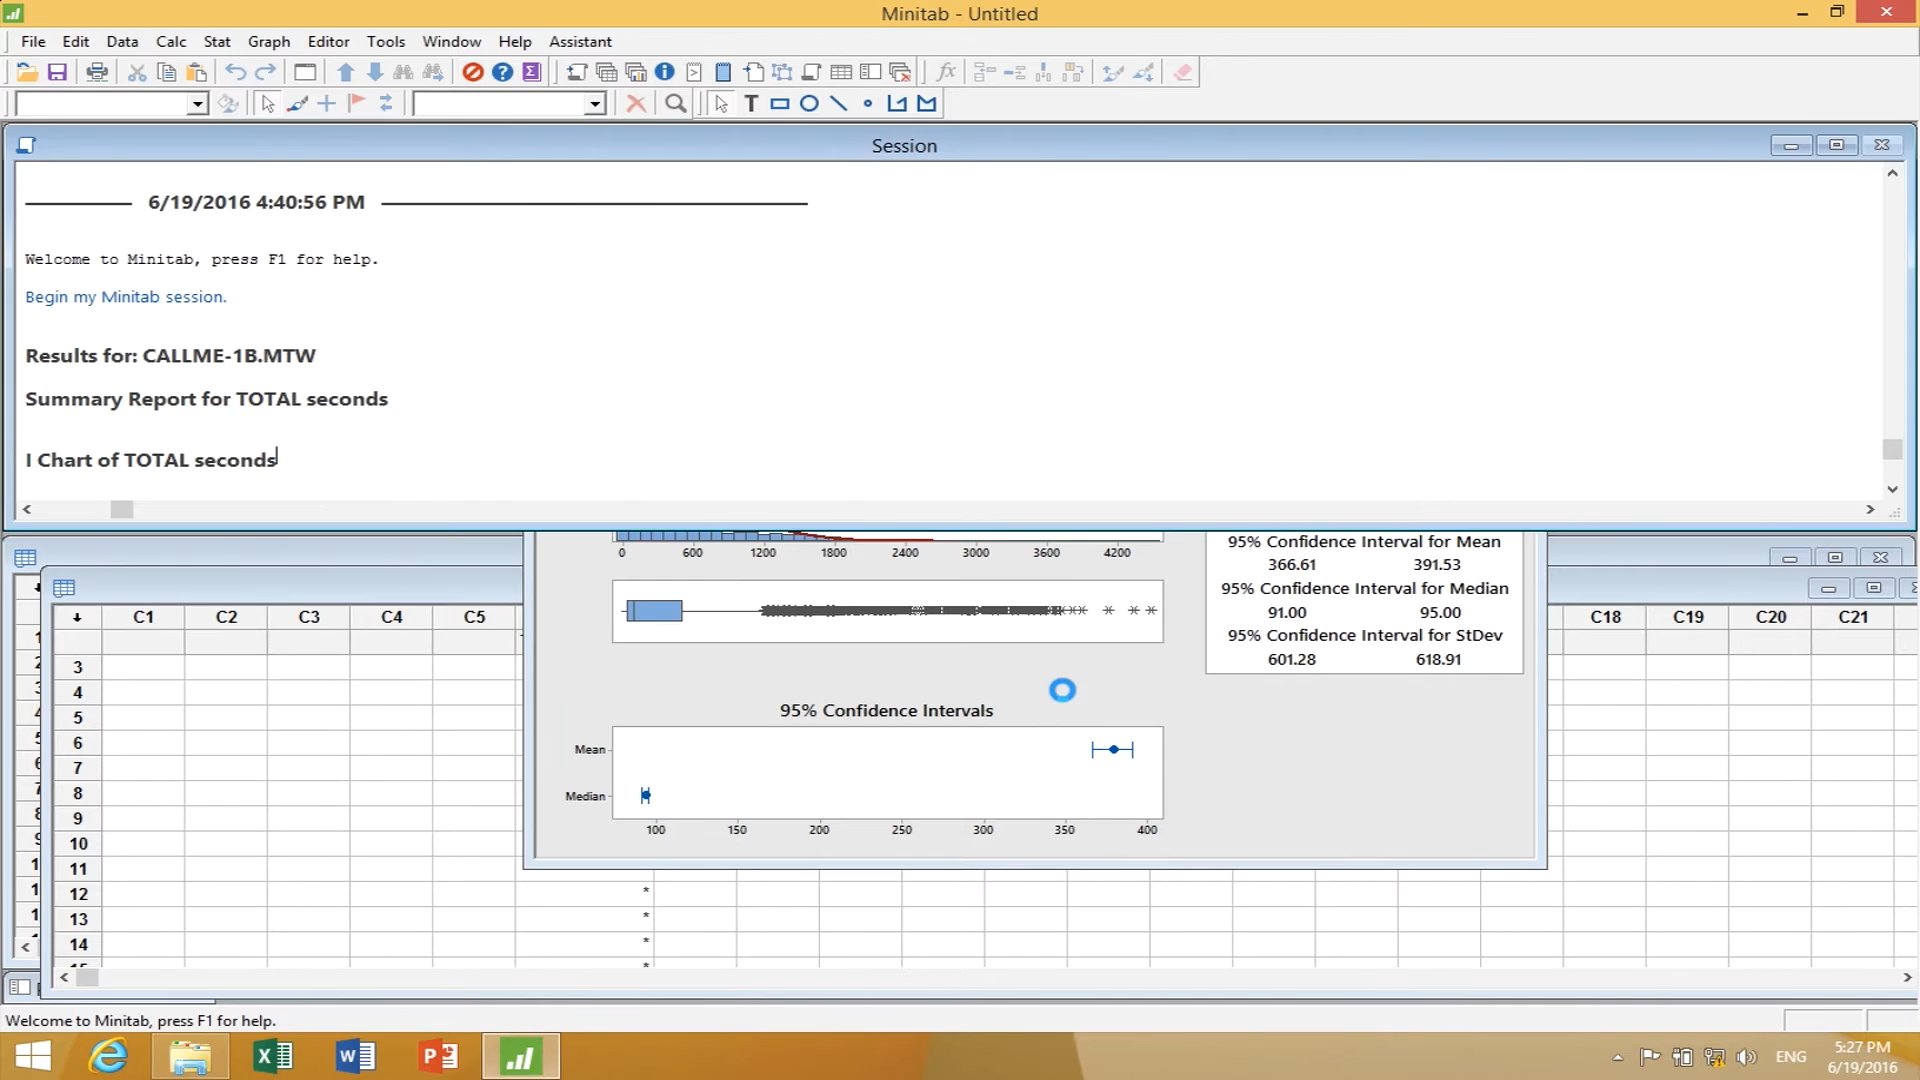 Minitab - Untitled
File Edit Data Calc Stat Graph Editor Tools Window Help Assistant
Session
6/19/2016 4:40:56 PM
Welcome to Minitab, press F1 for help.
Begin my Minitab session.
Results for: CALLME-1B.MTW
Summary Report for TOTAL seconds
I Chart of TOTAL seconds
0 600 1200 1800 2400 3000 3600 4200
95% Confidence Interval for Mean
366.61 391.53
95% Confidence Interval for Median
91.00 95.00
95% Confidence Interval for StDev
601.28 618.91
95% Confidence Intervals
Mean
Median
100 150 200 250 300 350 400
C1 C2 C3 C4 C5 C18 C19 C20 C21
3
4
5
6
7
8
9
10
11
12 *
13 *
14 *
*
Welcome to Minitab, press F1 for help.
ENG
5:27 PM
6/19/2016